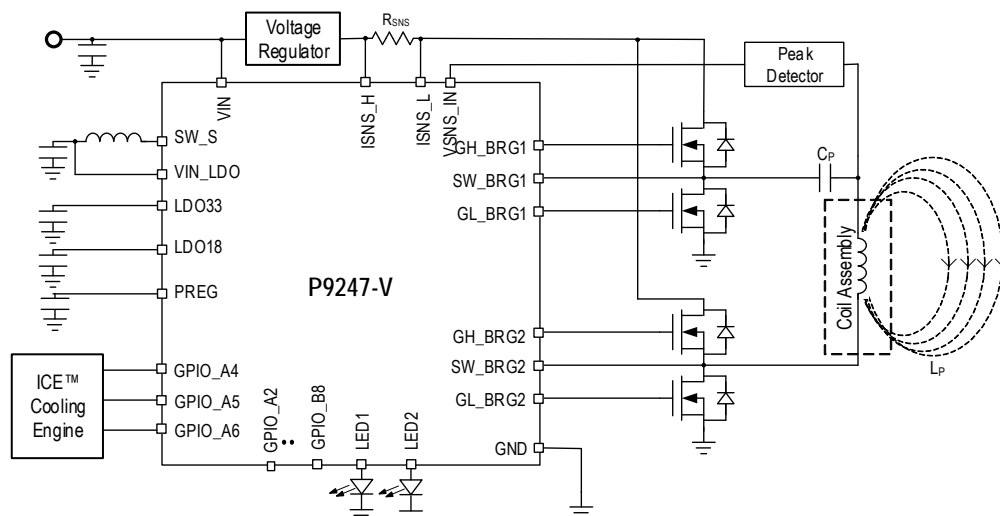 RSNS
Voltage
Regulator
Peak
Detector
VIN
ISNS_H
ISNS_L
VSNS_IN
SW_S
VIN_LDO
LDO33
LDO18
PREG
P9247-V
GH_BRG1
SW_BRG1
GL_BRG1
CP
Coil Assembly
LP
GH_BRG2
SW_BRG2
GL_BRG2
ICE™
Cooling
Engine
GPIO_A4
GPIO_A5
GPIO_A6
GPIO_A2
..
GPIO_B8
LED1
LED2
GND